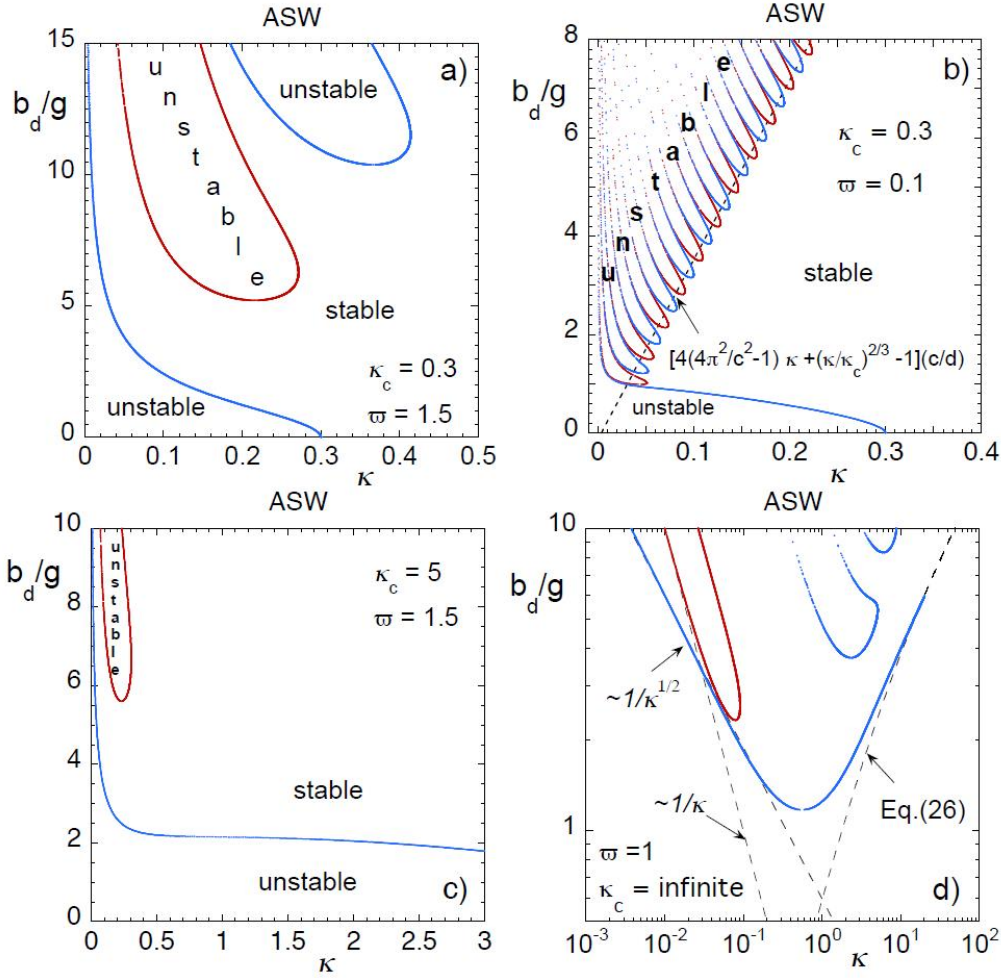 ASW
a)
b_d/g
15
10
5
0
0
0.1
0.2
0.3
0.4
0.5
κ
u
n
s
t
a
b
l
e
unstable
stable
unstable
κ_c = 0.3
ϖ = 1.5
ASW
b)
b_d/g
8
6
4
2
0
0
0.1
0.2
0.3
0.4
κ
e
l
b
a
t
s
n
u
κ_c = 0.3
ϖ = 0.1
stable
[4(4π²/c²-1) κ +(κ/κ_c)^{2/3} -1](c/d)
unstable
ASW
c)
b_d/g
10
8
6
4
2
0
0
0.5
1
1.5
2
2.5
3
κ
u
n
s
t
a
b
l
e
κ_c = 5
ϖ = 1.5
stable
unstable
ASW
d)
b_d/g
10
1
10^{-3}
10^{-2}
10^{-1}
10^{0}
10^{1}
10^{2}
κ
~1/κ^{1/2}
~1/κ
Eq.(26)
ϖ =1
κ_c = infinite